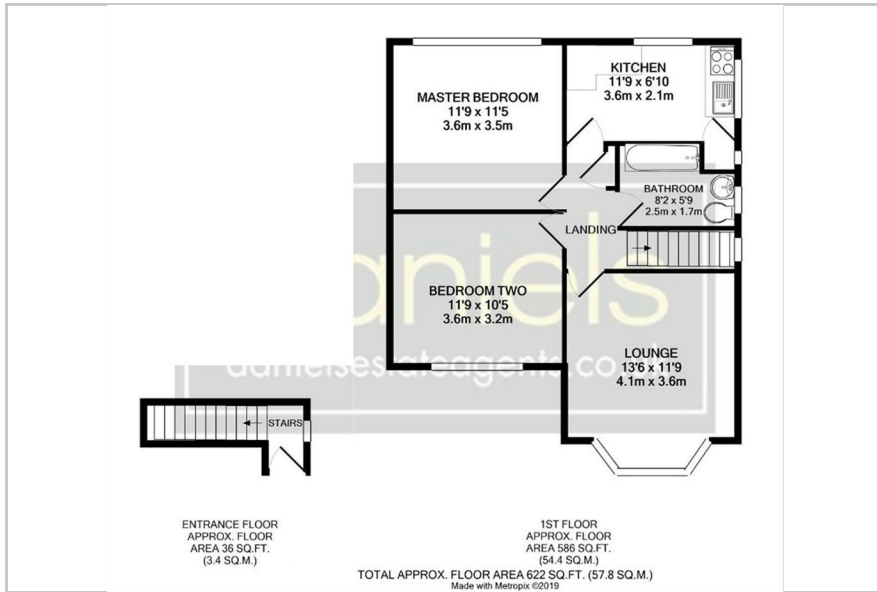 KITCHEN
11'9 x 6'10
3.6m x 2.1m
MASTER BEDROOM
11'9 x 11'5
3.6m x 3.5m
BATHROOM
8'2 x 5'9
2.5m x 1.7m
LANDING
BEDROOM TWO
11'9 x 10'5
3.6m x 3.2m
daniels
danielsestateagents.co.uk
LOUNGE
13'6 x 11'9
4.1m x 3.6m
STAIRS
ENTRANCE FLOOR
APPROX. FLOOR
AREA 36 SQ.FT.
(3.4 SQ.M.)
1ST FLOOR
APPROX. FLOOR
AREA 586 SQ.FT.
(54.4 SQ.M.)
TOTAL APPROX. FLOOR AREA 622 SQ.FT. (57.8 SQ.M.)
Made with Metropix ©2019